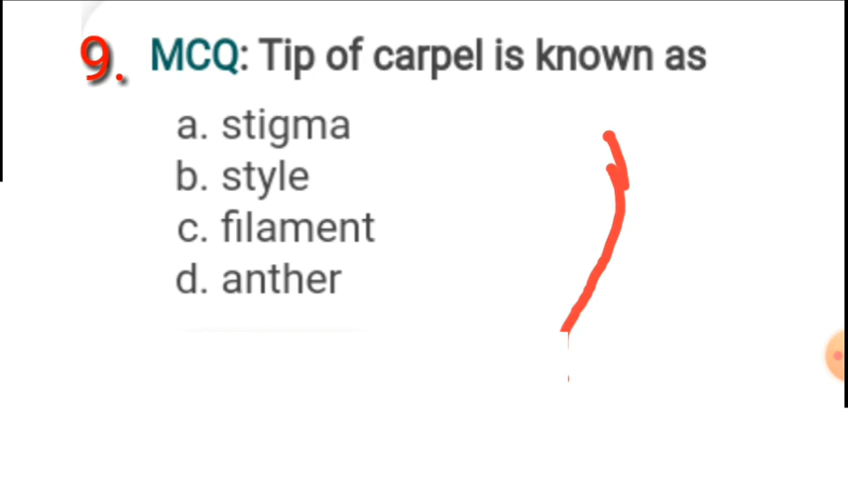 9. MCQ: Tip of carpel is known as
a. stigma
b. style
c. filament
d. anther